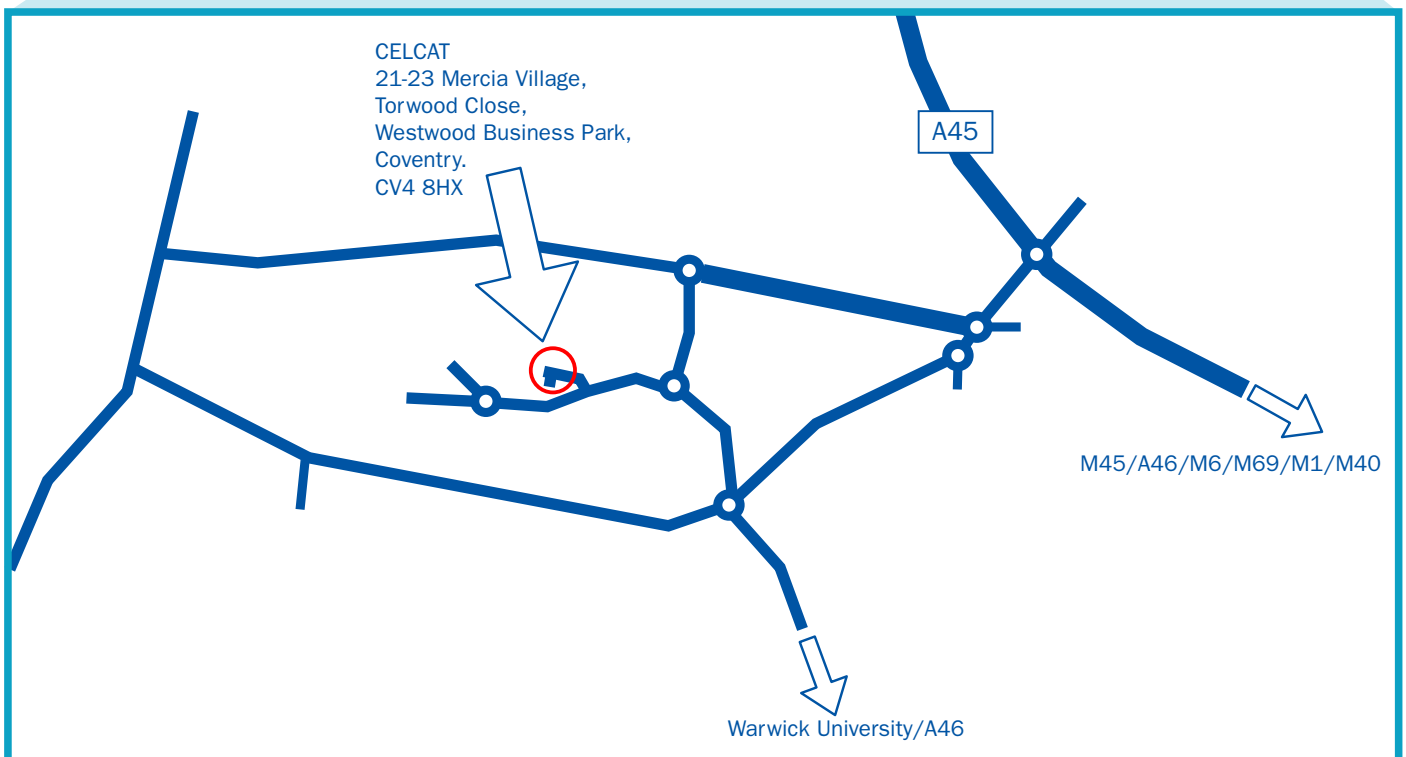 CELCAT
21-23 Mercia Village,
Torwood Close,
Westwood Business Park,
Coventry.
CV4 8HX
A45
M45/A46/M6/M69/M1/M40
Warwick University/A46